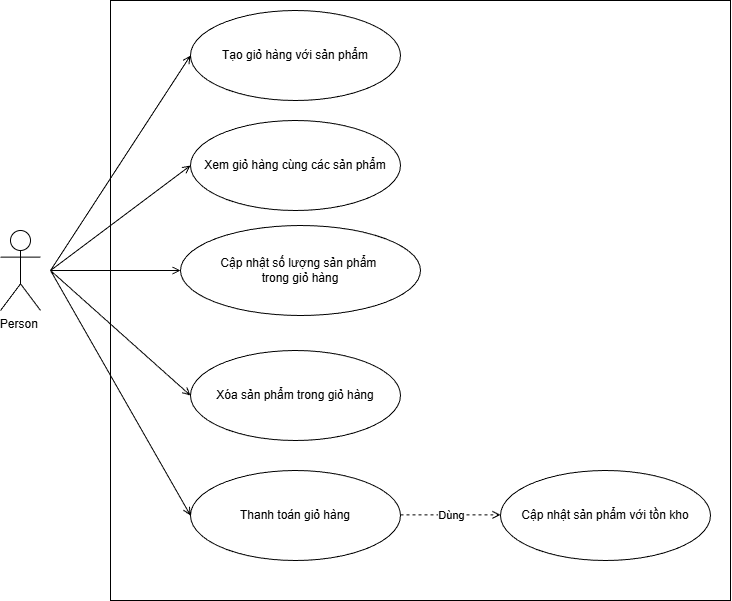 Tạo giỏ hàng với sản phẩm
Xem giỏ hàng cùng các sản phẩm
Cập nhật số lượng sản phẩm
trong giỏ hàng
Person
Xóa sản phẩm trong giỏ hàng
Thanh toán giỏ hàng
Dùng
Cập nhật sản phẩm với tồn kho